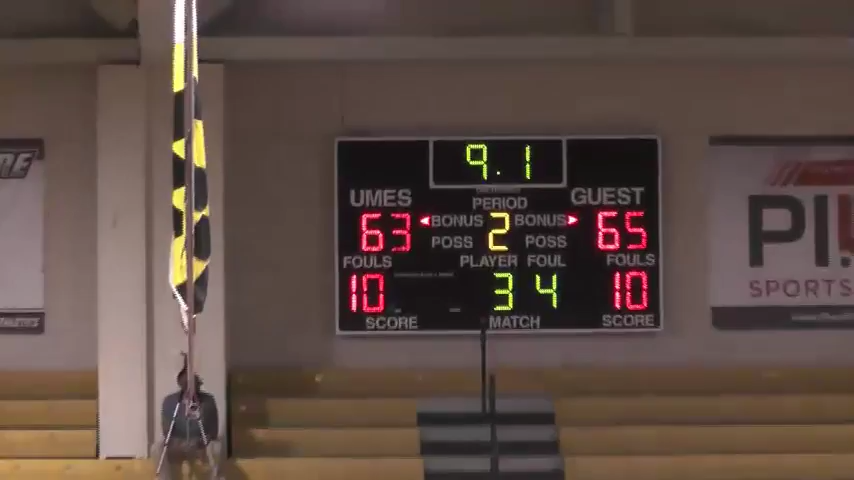 9.1
UMES GUEST
PERIOD
63 BONUS 2 BONUS 65
POSS POSS
FOULS PLAYER FOUL FOULS
10 34 10
SCORE MATCH SCORE
RE
PI
SPORTS